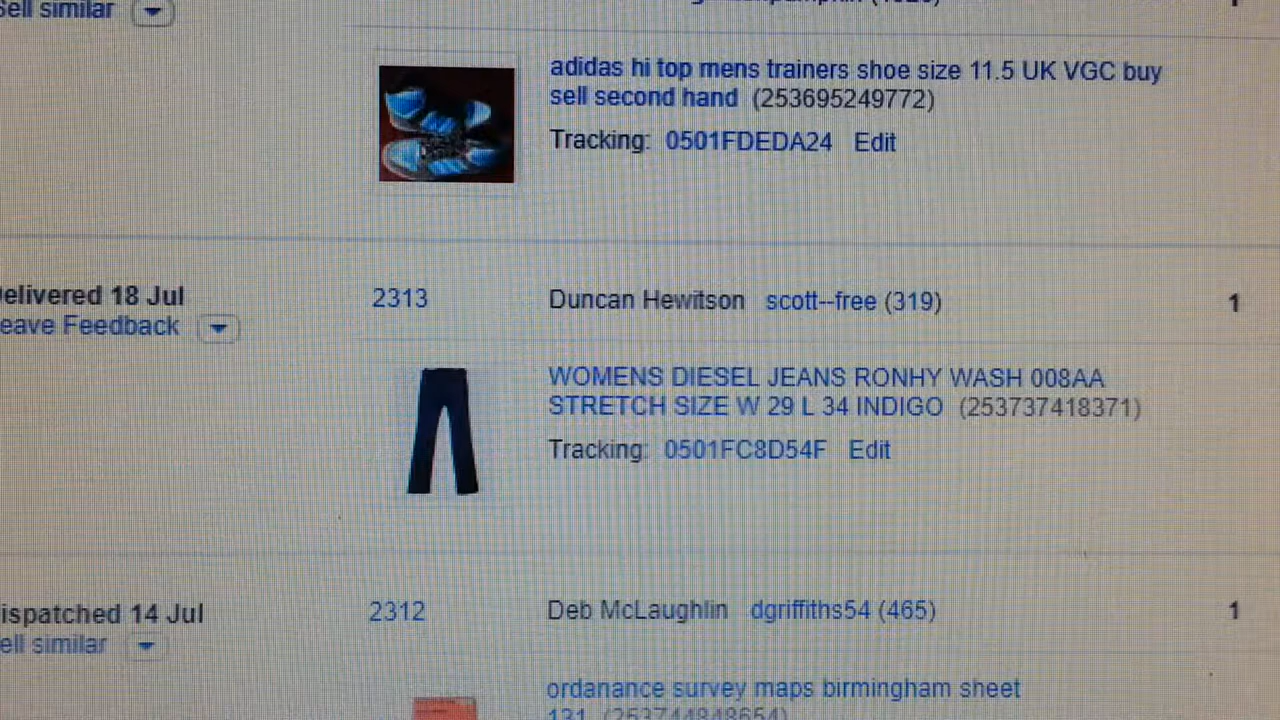 ell similar
adidas hi top mens trainers shoe size 11.5 UK VGC buy
sell second hand (253695249772)
Tracking: 0501FDEDA24 Edit
elivered 18 Jul 2313 Duncan Hewitson scott--free (319) 1
eave Feedback
WOMENS DIESEL JEANS RONHY WASH 008AA
STRETCH SIZE W 29 L 34 INDIGO (253737418371)
Tracking: 0501FC8D54F Edit
ispatched 14 Jul 2312 Deb McLaughlin dgriffiths54 (465) 1
ell similar
ordanance survey maps birmingham sheet
131 (253744848654)